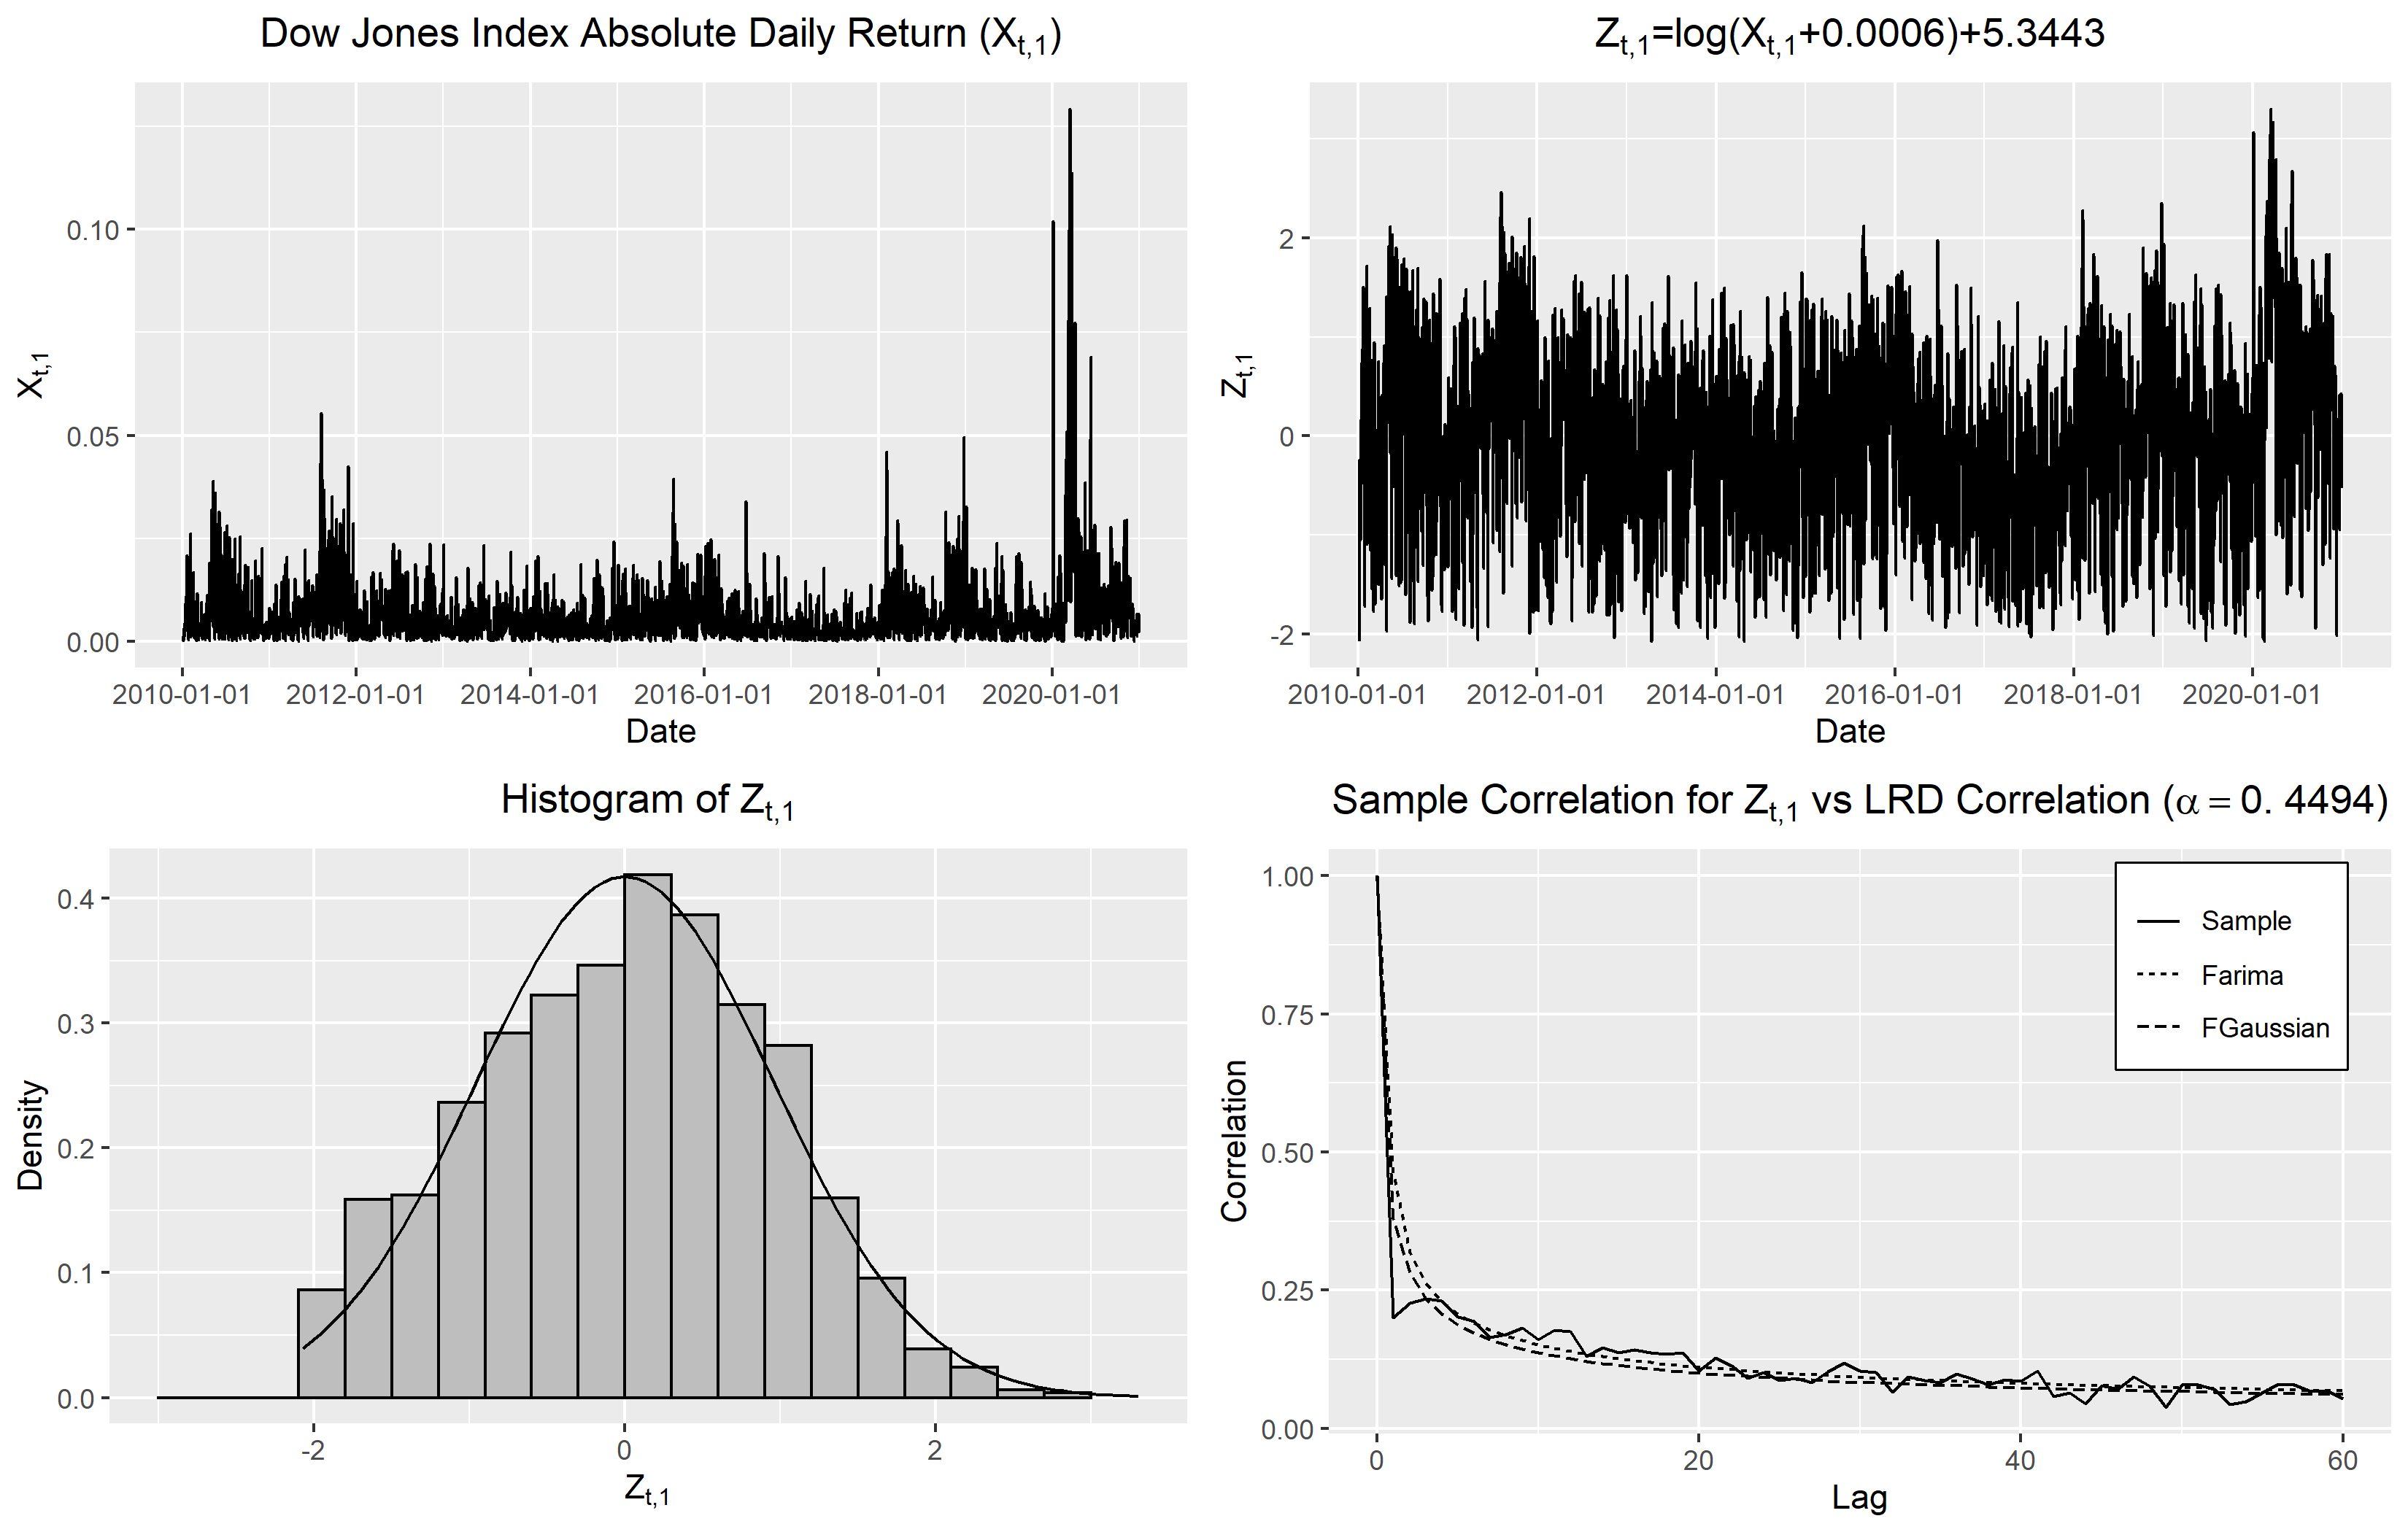 Dow Jones Index Absolute Daily Return (Xt,1)
Xt,1
0.10
0.05
0.00
2010-01-01 2012-01-01 2014-01-01 2016-01-01 2018-01-01 2020-01-01
Date
Zt,1=log(Xt,1+0.0006)+5.3443
Zt,1
2
0
-2
2010-01-01 2012-01-01 2014-01-01 2016-01-01 2018-01-01 2020-01-01
Date
Histogram of Zt,1
Density
0.4
0.3
0.2
0.1
0.0
-2 0 2
Zt,1
Sample Correlation for Zt,1 vs LRD Correlation (α = 0. 4494)
Correlation
1.00
0.75
0.50
0.25
0.00
Sample
Farima
FGaussian
0 20 40 60
Lag